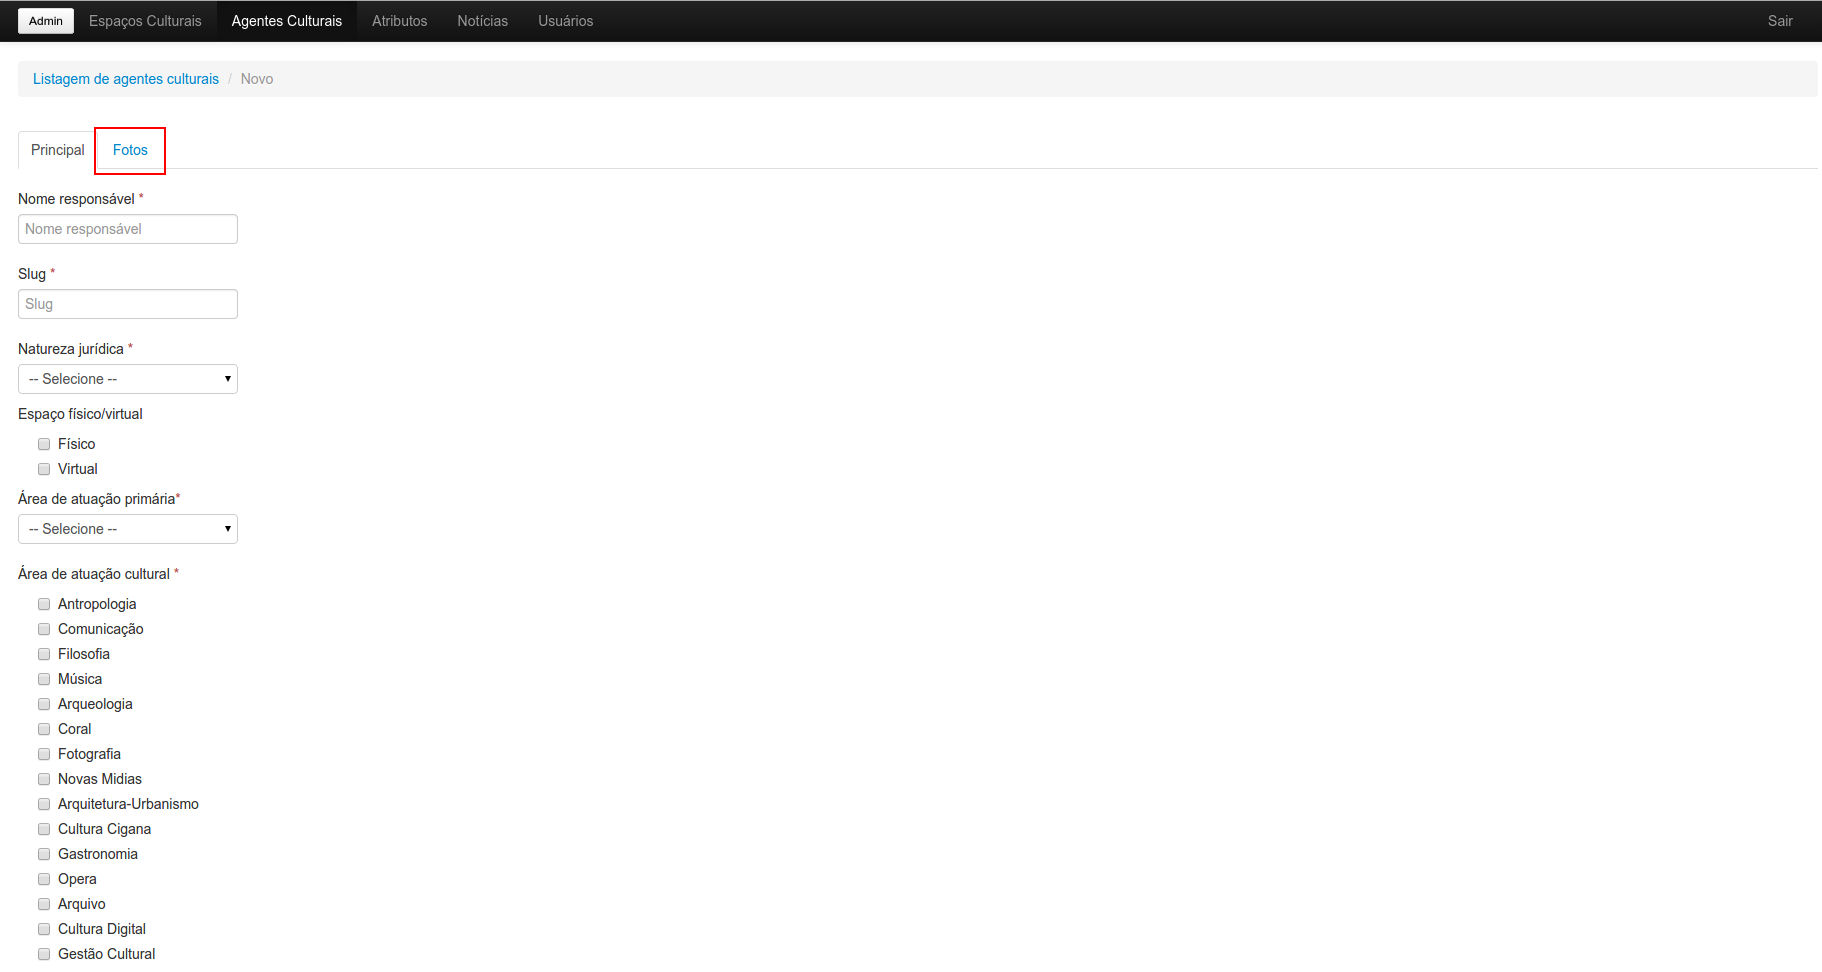 Admin Espaços Culturais Agentes Culturais Atributos Notícias Usuários Sair
Listagem de agentes culturais / Novo
Principal Fotos
Nome responsável *
Nome responsável
Slug *
Slug
Natureza jurídica *
-- Selecione --
Espaço físico/virtual
Físico
Virtual
Área de atuação primária*
-- Selecione --
Área de atuação cultural *
Antropologia
Comunicação
Filosofia
Música
Arqueologia
Coral
Fotografia
Novas Midias
Arquitetura-Urbanismo
Cultura Cigana
Gastronomia
Opera
Arquivo
Cultura Digital
Gestão Cultural